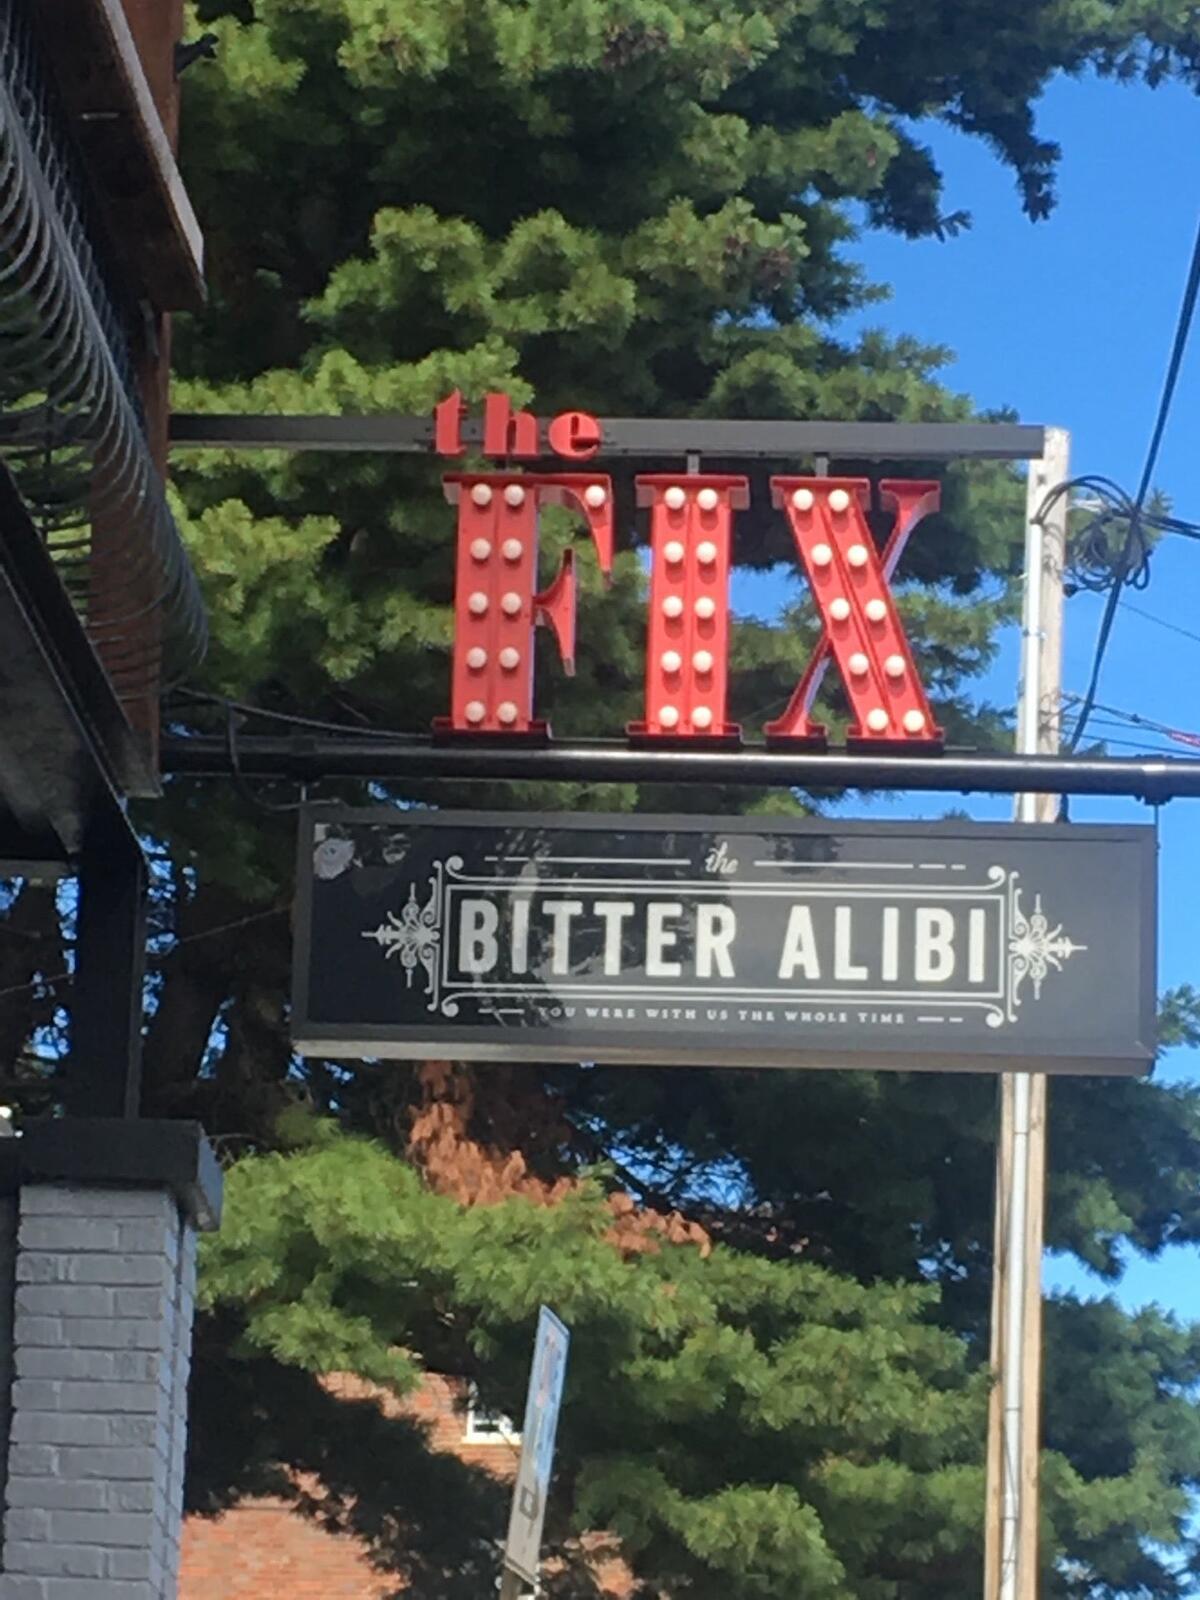 the
FIX
the
BITTER ALIBI
YOU WERE WITH US THE WHOLE TIME